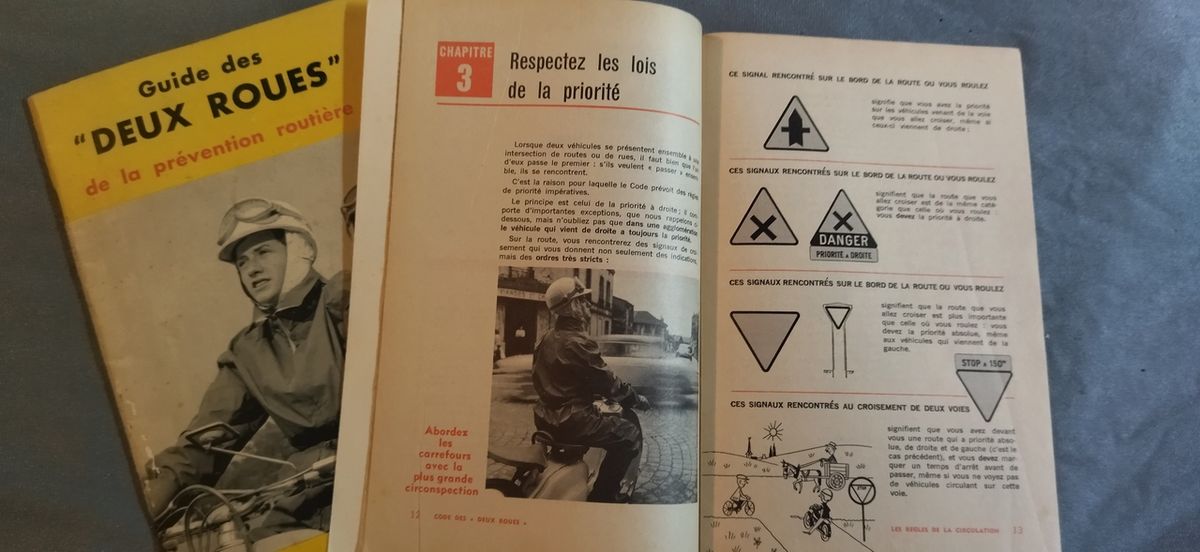 Guide des
"DEUX ROUES"
de la prévention routière
CHAPITRE
3
Respectez les lois
de la priorité
Lorsque deux véhicules se présentent ensemble à une
intersection de routes ou de rues, il faut bien que l'un
d'eux passe le premier : s'ils veulent « passer » ensem-
ble, ils se rencontrent.
C'est la raison pour laquelle le Code prévoit des règles
de priorité impératives.
Le principe est celui de la priorité à droite ; il com-
porte d'importantes exceptions, que nous rappelons ci-
dessous, mais n'oubliez pas que dans une agglomération
le véhicule qui vient de droite a toujours la priorité.
Sur la route, vous rencontrerez des signaux de croi-
sement qui vous donnent non seulement des indications,
mais des ordres très stricts :
Abordez
les
carrefours
avec la
plus grande
circonspection
12 CODE DES « DEUX ROUES »
CE SIGNAL RENCONTRÉ SUR LE BORD DE LA ROUTE OU VOUS ROULEZ
signifie que vous avez la priorité
sur les véhicules venant de la voie
que vous allez croiser, même si
ceux-ci viennent de droite ;
CES SIGNAUX RENCONTRÉS SUR LE BORD DE LA ROUTE OU VOUS ROULEZ
DANGER
PRIORITÉ A DROITE
signifient que la route que vous
allez croiser est de la même caté-
gorie que celle où vous roulez :
vous devez la priorité à droite.
CES SIGNAUX RENCONTRÉS SUR LE BORD DE LA ROUTE OU VOUS ROULEZ
signifient que la route que vous
allez croiser est plus importante
que celle où vous roulez : vous
devez la priorité absolue, même
aux véhicules qui viennent de la
gauche.
STOP à 150m
CES SIGNAUX RENCONTRÉS AU CROISEMENT DE DEUX VOIES
signifient que vous avez devant
vous une route qui a priorité abso-
lue, de droite et de gauche (c'est le
cas précédent), et vous devez mar-
quer un temps d'arrêt avant de
passer, même si vous ne voyez pas
de véhicules circulant sur cette
voie.
STOP
LES RÈGLES DE LA CIRCULATION 13